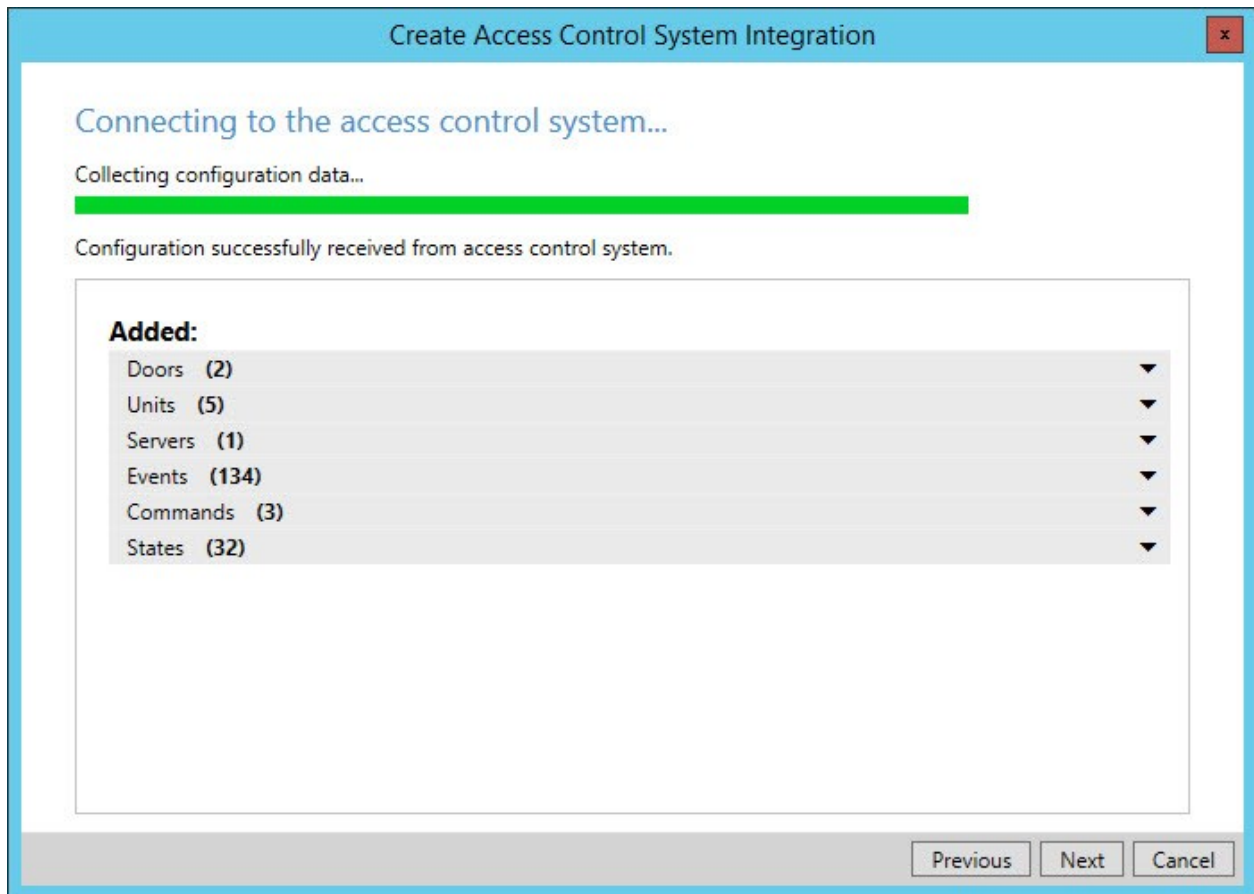 Create Access Control System Integration
x
Connecting to the access control system...
Collecting configuration data...
Configuration successfully received from access control system.
Added:
Doors (2)
Units (5)
Servers (1)
Events (134)
Commands (3)
States (32)
Previous Next Cancel